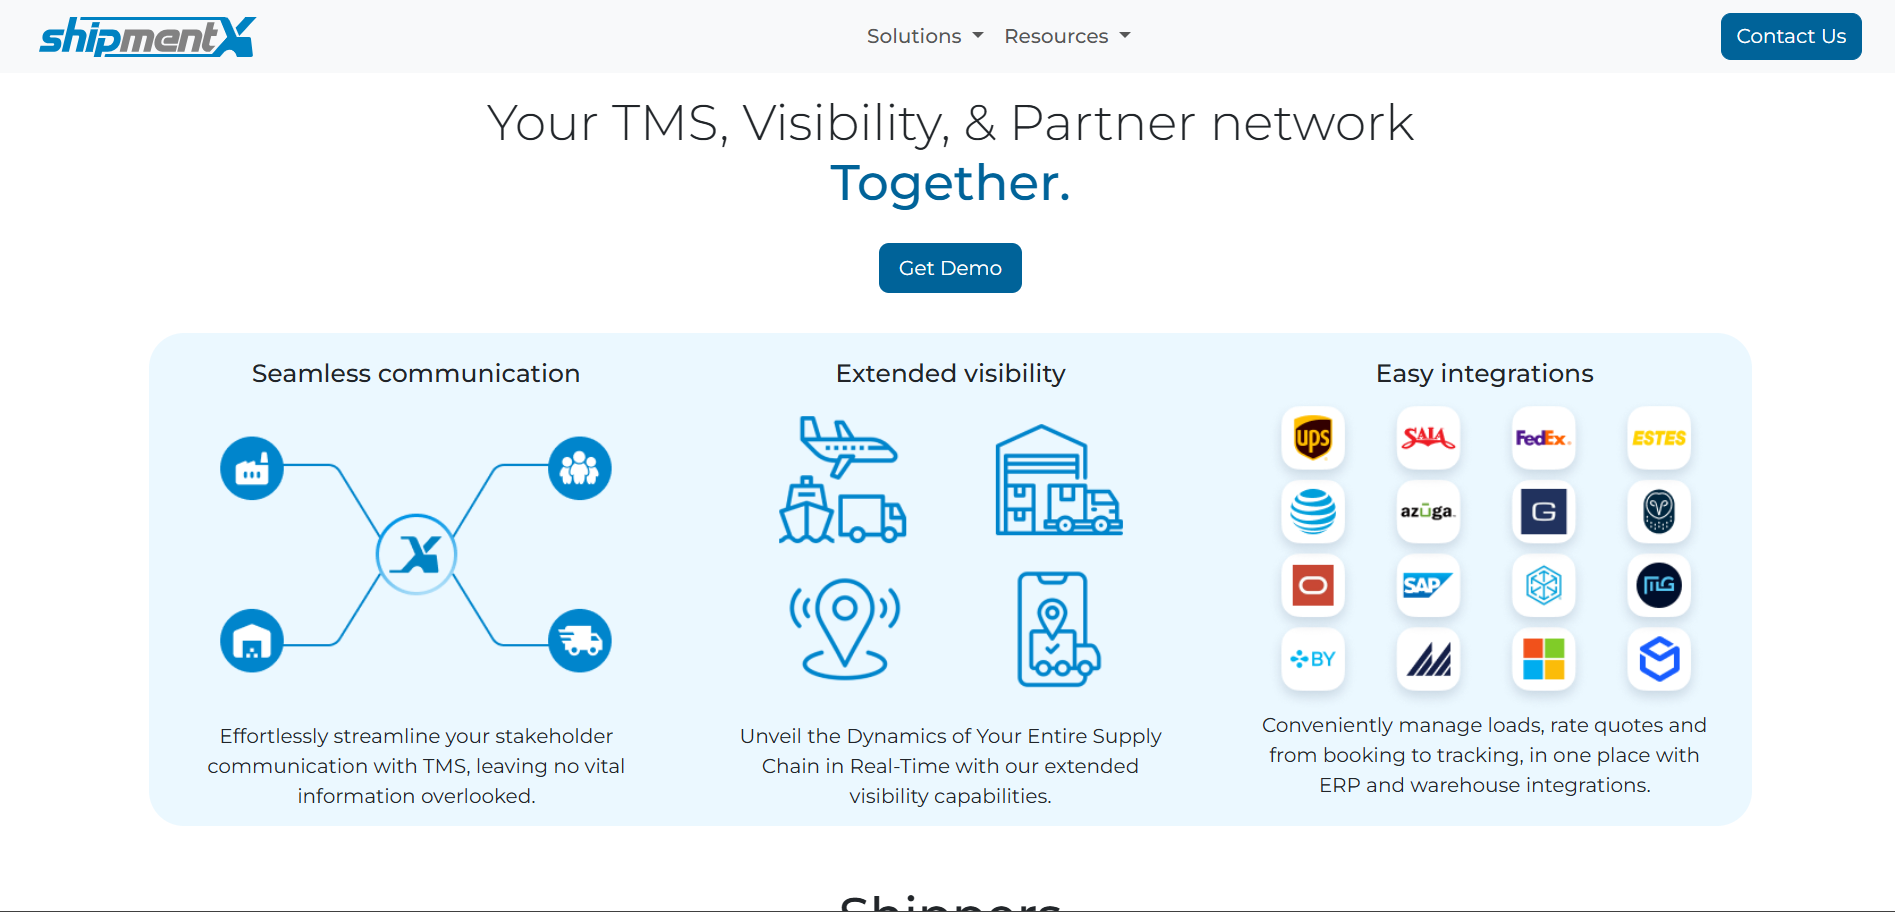 shipmentX
Solutions
Resources
Contact Us
Your TMS, Visibility, & Partner network
Together.
Get Demo
Seamless communication
Extended visibility
Easy integrations
ups
SAIA
FedEx.
ESTES
azuga
G
SAP
MG
BY
Effortlessly streamline your stakeholder
communication with TMS, leaving no vital
information overlooked.
Unveil the Dynamics of Your Entire Supply
Chain in Real-Time with our extended
visibility capabilities.
Conveniently manage loads, rate quotes and
from booking to tracking, in one place with
ERP and warehouse integrations.
Shippers